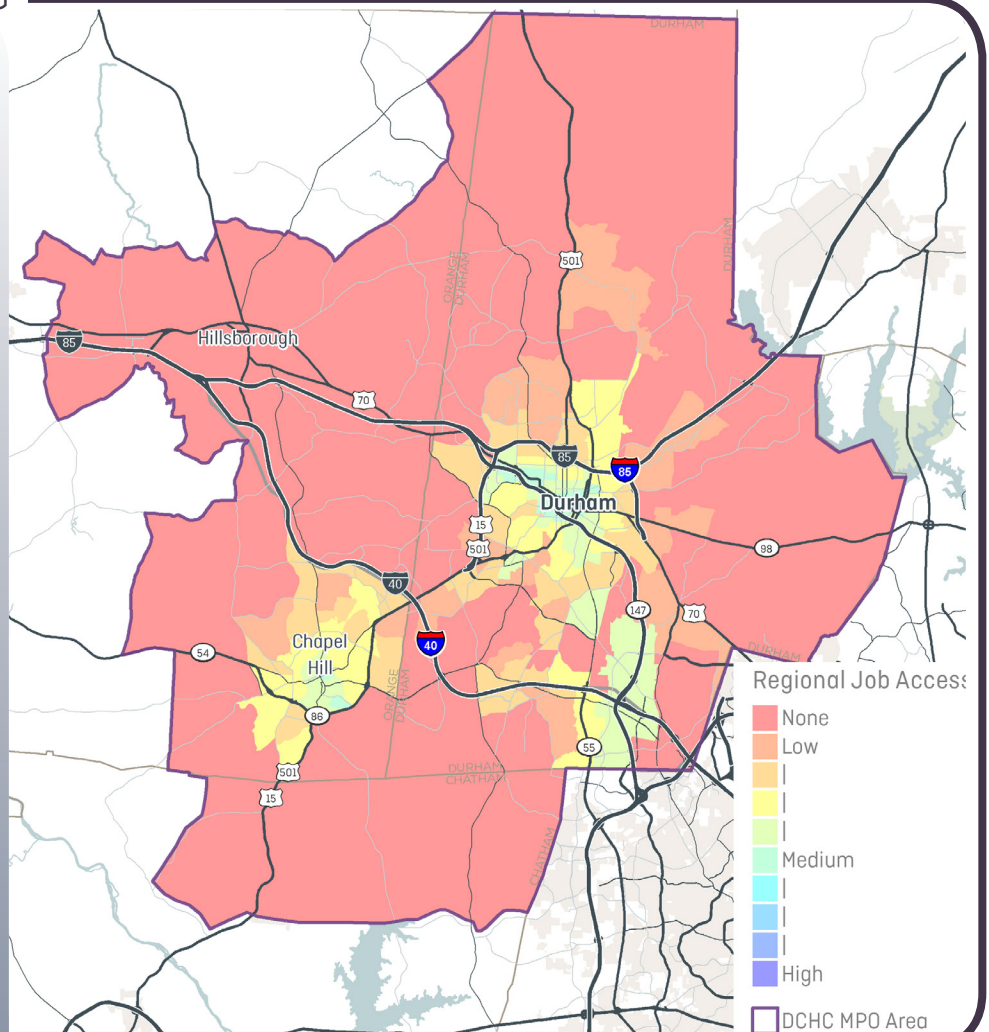 DURHAM
DURHAM
501
ORANGE
DURHAM
85
Hillsborough
70
85
85
Durham
15
501
98
40
147
70
Chapel
Hill
40
54
DURHAM
ORANGE
DURHAM
86
55
501
DURHAM
CHATHAM
15
CHATHAM
Regional Job Access
None
Low
|
|
|
Medium
|
|
|
High
DCHC MPO Area